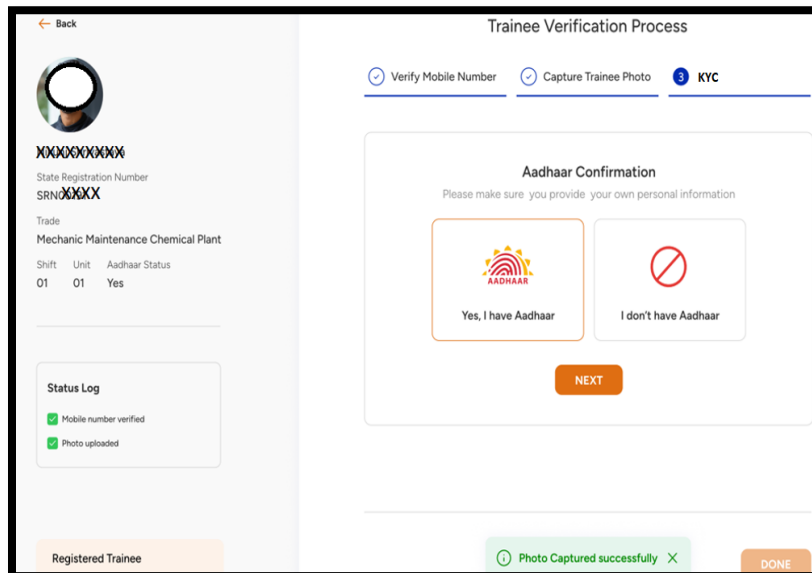 Back
Trainee Verification Process
Verify Mobile Number
Capture Trainee Photo
3 KYC
XXXXXXXXX
State Registration Number
SRN XXXX
Trade
Mechanic Maintenance Chemical Plant
Shift Unit Aadhaar Status
01 01 Yes
Status Log
Mobile number verified
Photo uploaded
Registered Trainee
Aadhaar Confirmation
Please make sure you provide your own personal information
AADHAAR
Yes, I have Aadhaar
I don't have Aadhaar
NEXT
Photo Captured successfully
DONE